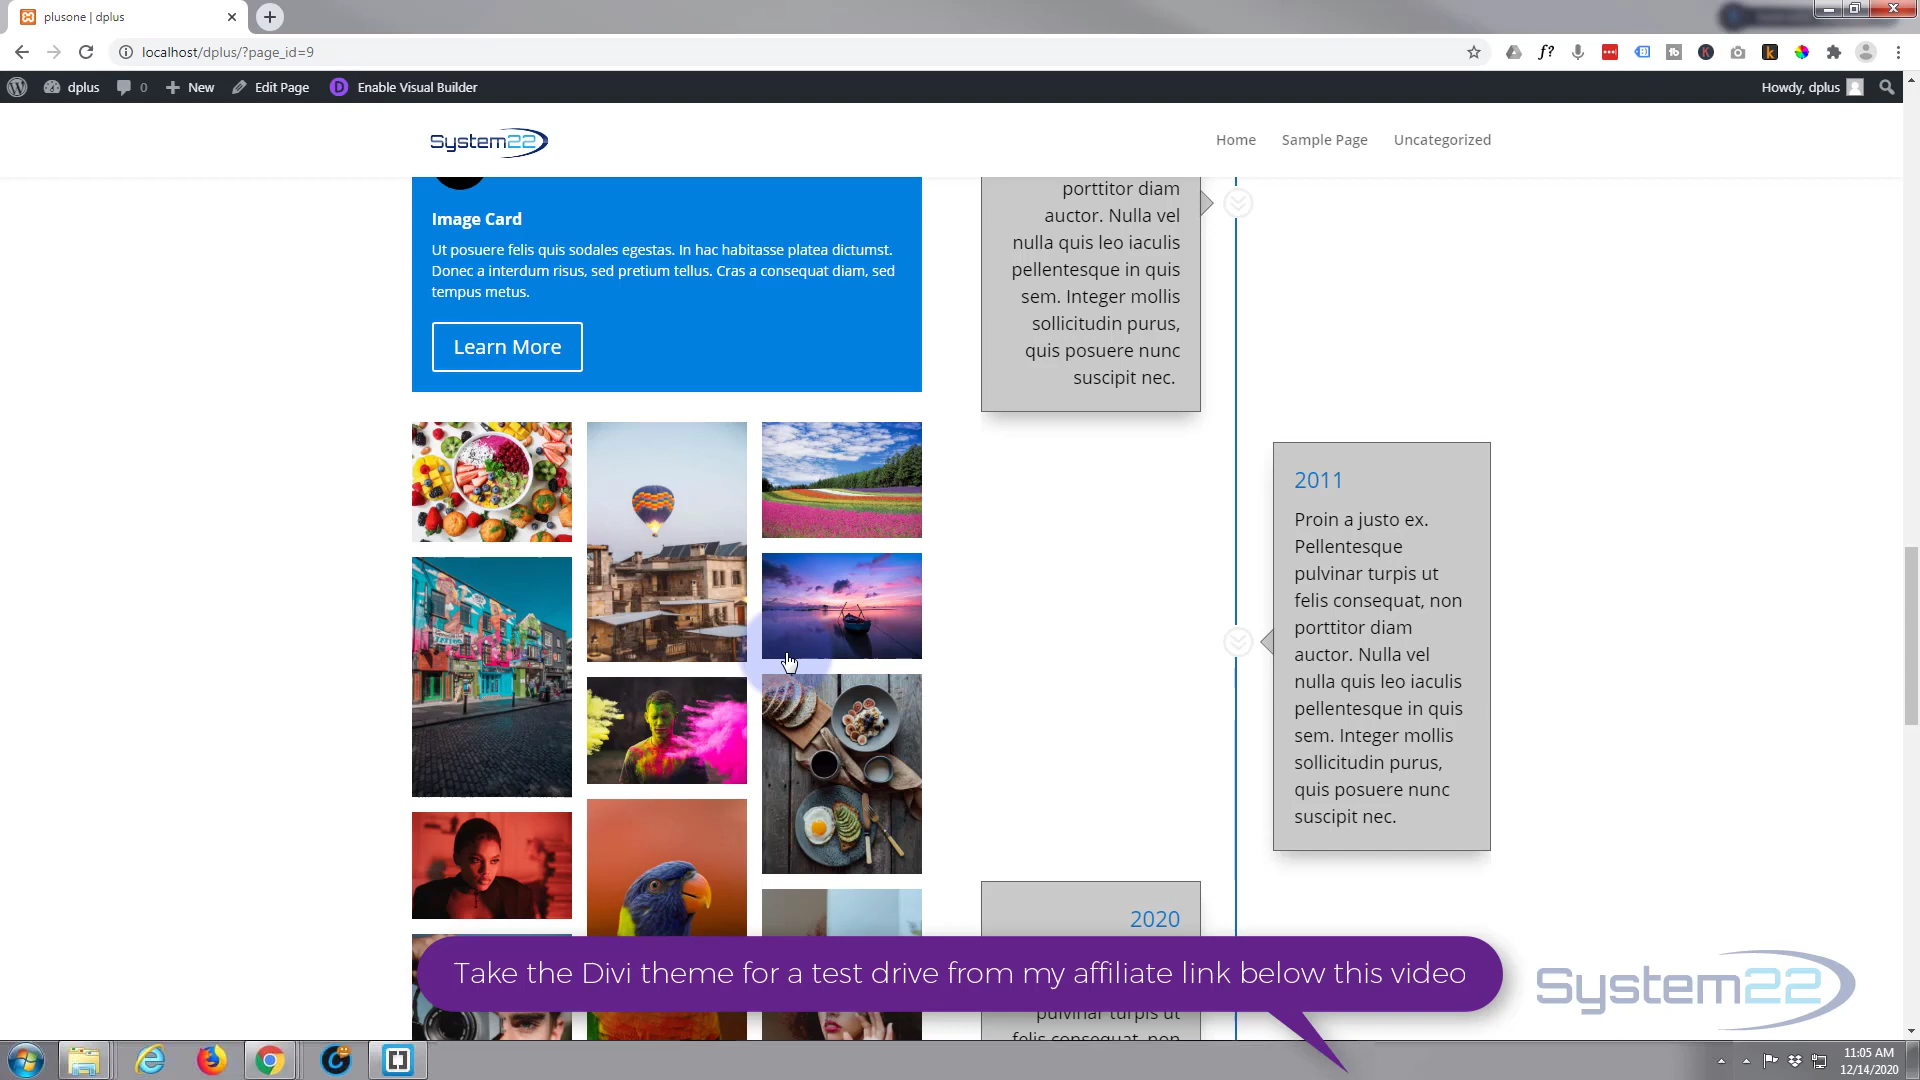 plusone | dplus
localhost/dplus/?page_id=9
dplus
0
New
Edit Page
Enable Visual Builder
Howdy, dplus
System22
Home
Sample Page
Uncategorized
Image Card
Ut posuere felis quis sodales egestas. In hac habitasse platea dictumst.
Donec a interdum risus, sed pretium tellus. Cras a consequat diam, sed
tempus metus.
Learn More
porttitor diam
auctor. Nulla vel
nulla quis leo iaculis
pellentesque in quis
sem. Integer mollis
sollicitudin purus,
quis posuere nunc
suscipit nec.
2011
Proin a justo ex.
Pellentesque
pulvinar turpis ut
felis consequat, non
porttitor diam
auctor. Nulla vel
nulla quis leo iaculis
pellentesque in quis
sem. Integer mollis
sollicitudin purus,
quis posuere nunc
suscipit nec.
2020
Take the Divi theme for a test drive from my affiliate link below this video
pulvinar turpis ut
felis consequat, non
System22
11:05 AM
12/14/2020